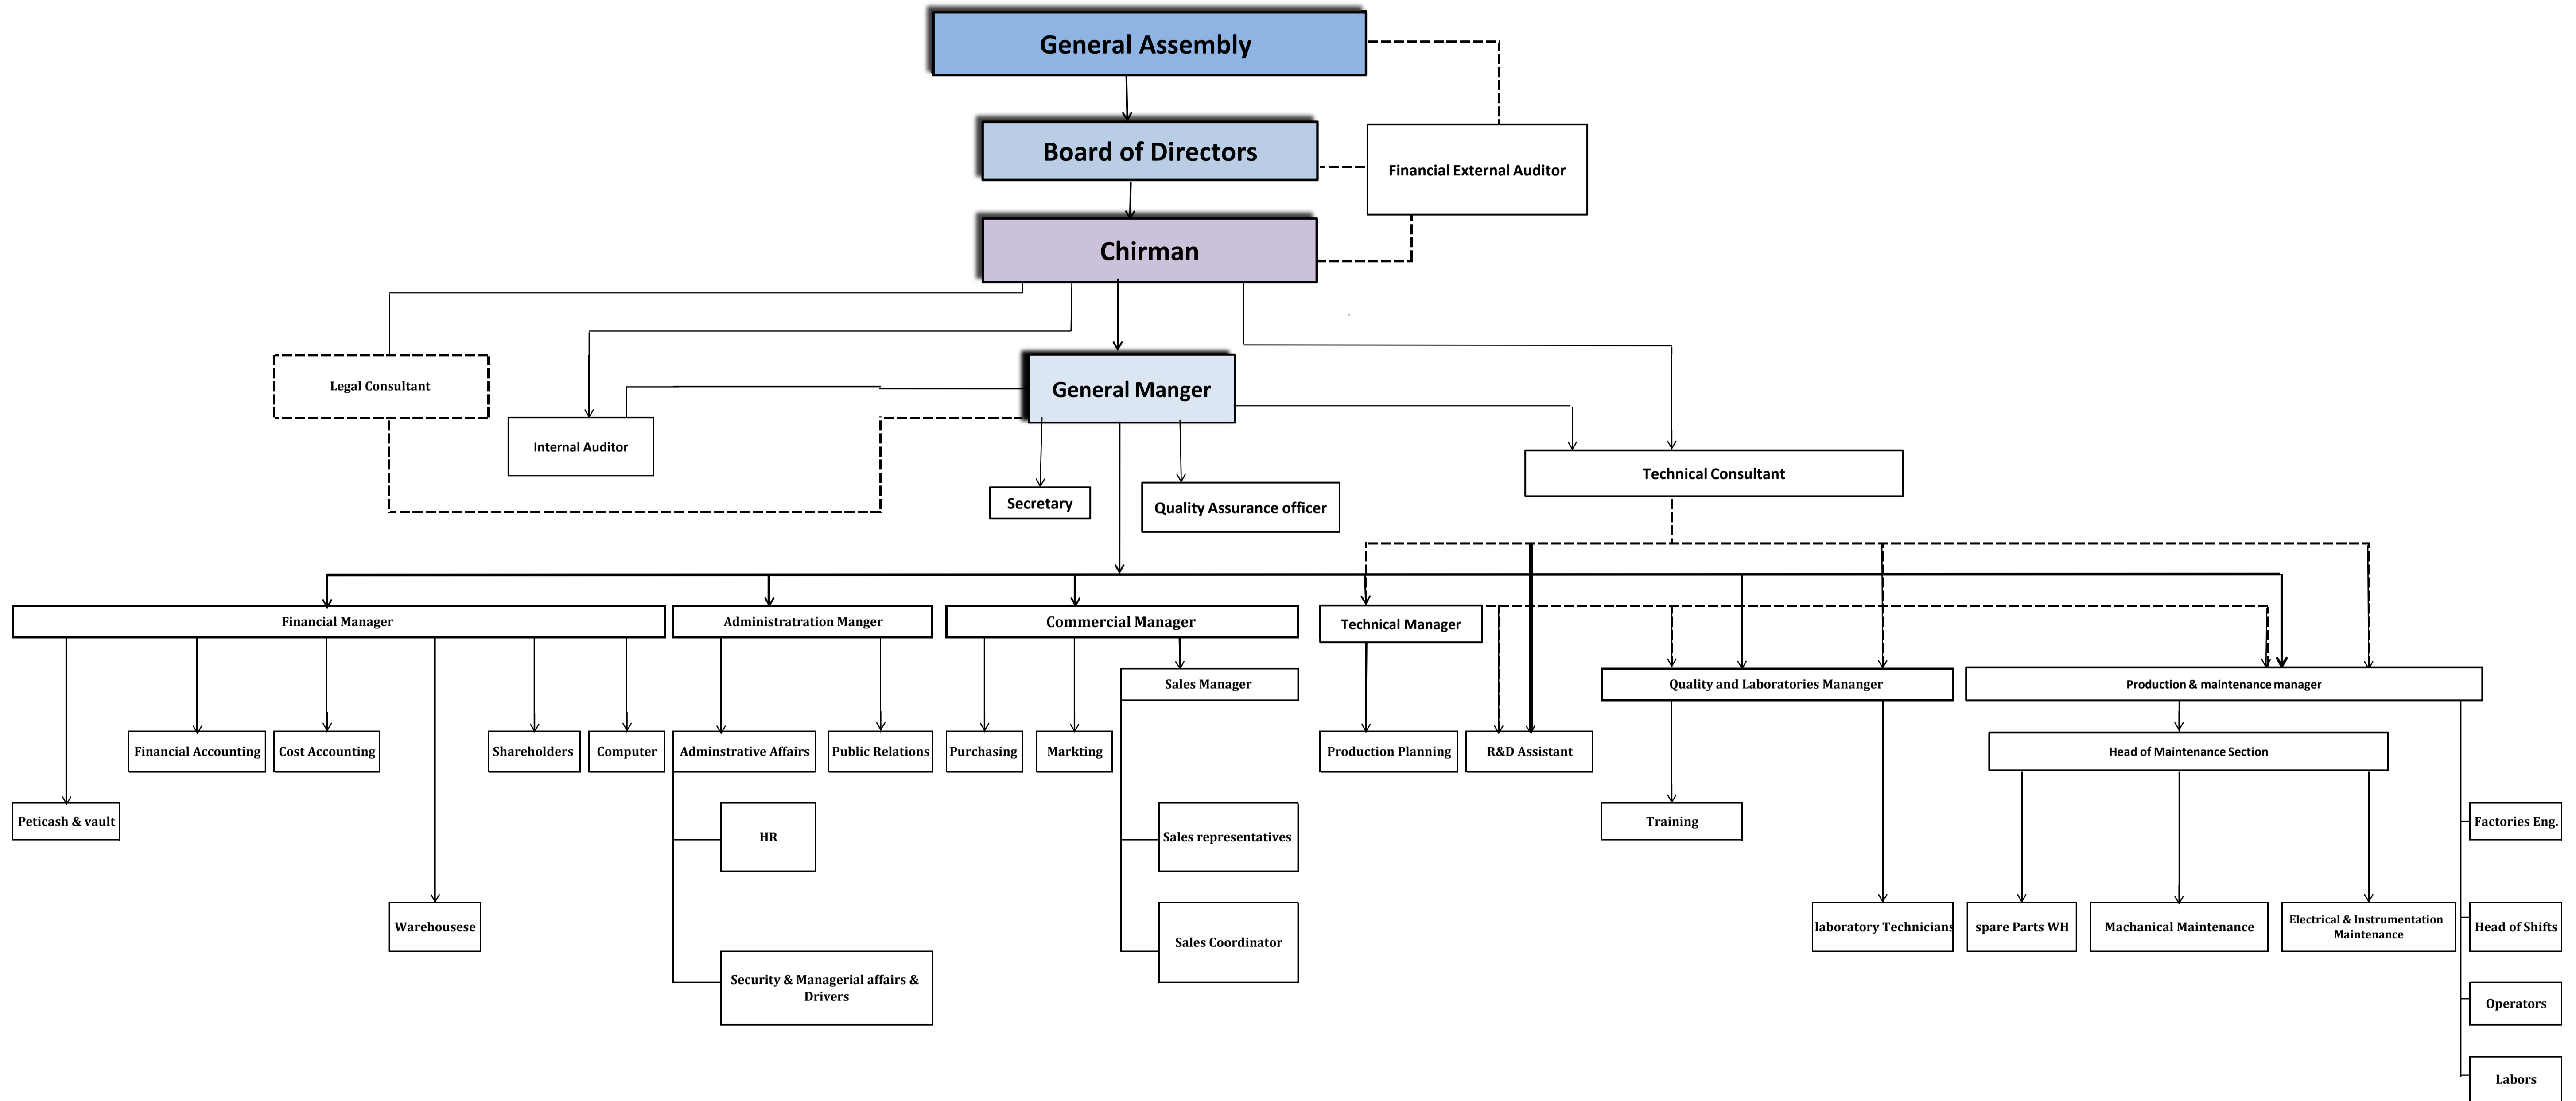 General Assembly
Board of Directors
Financial External Auditor
Chirman
Legal Consultant
General Manger
Internal Auditor
Technical Consultant
Secretary
Quality Assurance officer
Financial Manager
Administratration Manger
Commercial Manager
Technical Manager
Sales Manager
Quality and Laboratories Mananger
Production & maintenance manager
Financial Accounting
Cost Accounting
Shareholders
Computer
Adminstrative Affairs
Public Relations
Purchasing
Markting
Production Planning
R&D Assistant
Head of Maintenance Section
Peticash & vault
HR
Sales representatives
Training
Factories Eng.
Warehousese
Sales Coordinator
laboratory Technicians
spare Parts WH
Machanical Maintenance
Electrical & Instrumentation
Maintenance
Head of Shifts
Security & Managerial affairs &
Drivers
Operators
Labors